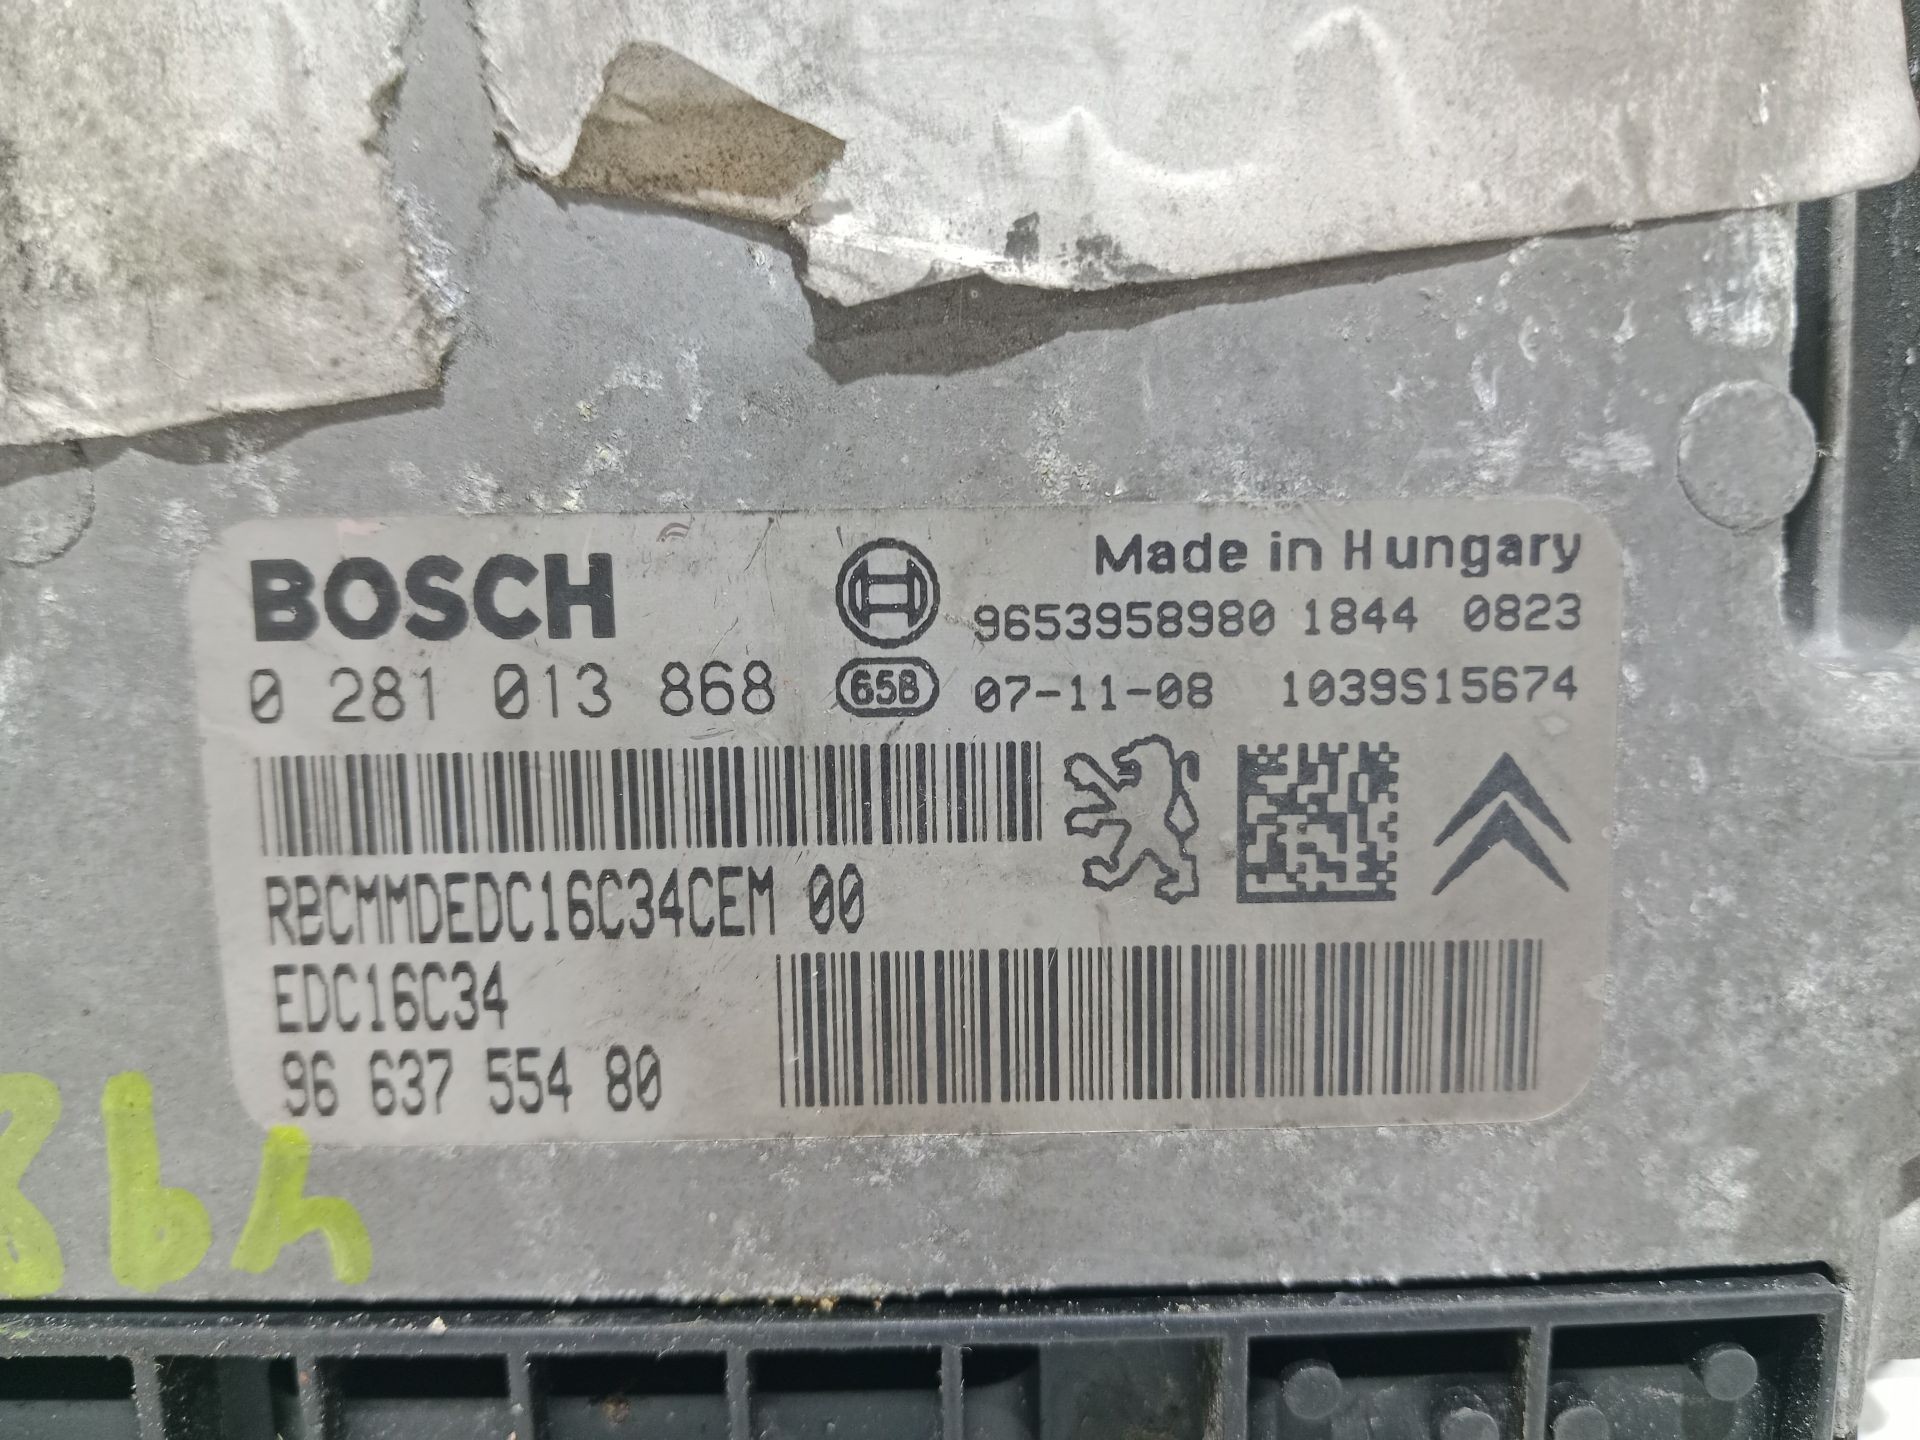 BOSCH
Made in Hungary
9653958980 1844 0823
0 281 013 868
65B
07-11-08 1039S15674
RBCMMDEDC16C34CEM 00
EDC16C34
96 637 554 80